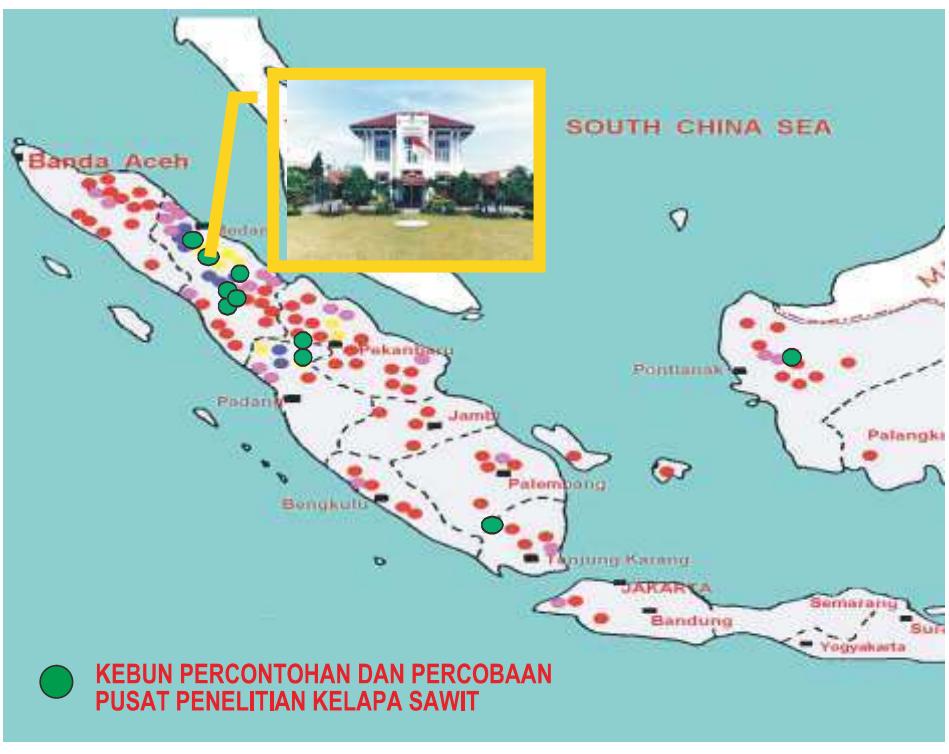 SOUTH CHINA SEA
Banda Aceh
Medan
Pekanbaru
Pontianak
Padang
Jambi
Palangka
Palembang
Bengkulu
Tanjung Karang
JAKARTA
Semarang
Bandung
Sura
Yogyakarta
KEBUN PERCONTOHAN DAN PERCOBAAN
PUSAT PENELITIAN KELAPA SAWIT